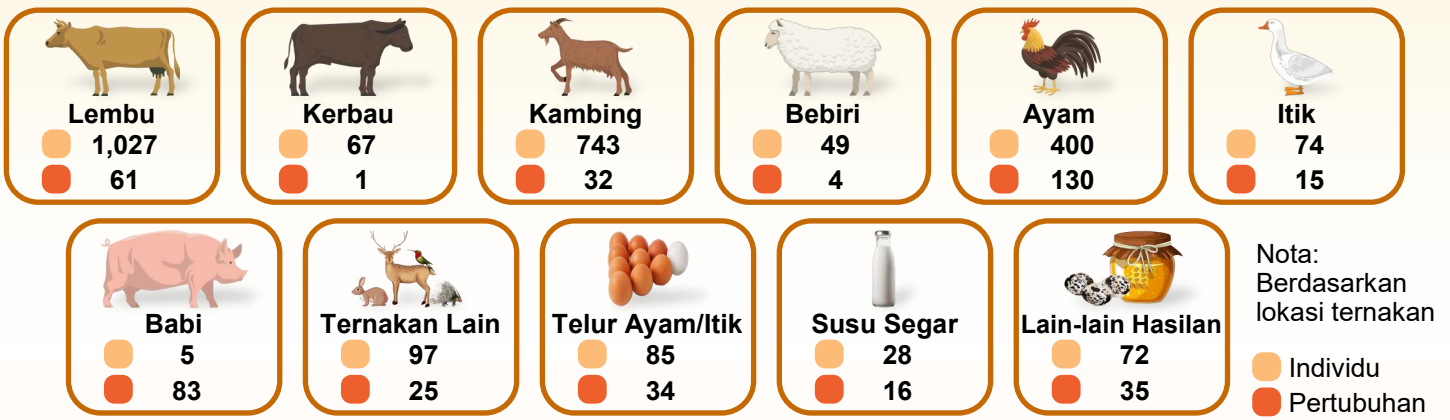 Lembu
1,027
61
Kerbau
67
1
Kambing
743
32
Bebiri
49
4
Ayam
400
130
Itik
74
15
Babi
5
83
Ternakan Lain
97
25
Telur Ayam/Itik
85
34
Susu Segar
28
16
Lain-lain Hasilan
72
35
Nota:
Berdasarkan
lokasi ternakan
Individu
Pertubuhan